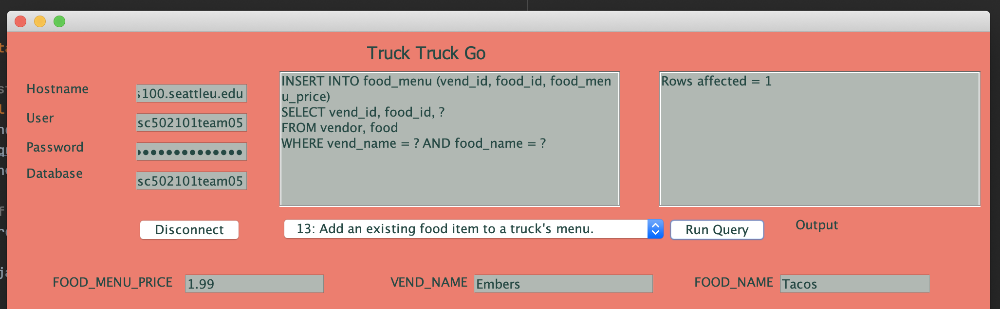 Truck Truck Go
Hostname
s100.seattleu.edu
User
sc502101team05
Password
Database
sc502101team05
INSERT INTO food_menu (vend_id, food_id, food_men
u_price)
SELECT vend_id, food_id, ?
FROM vendor, food
WHERE vend_name = ? AND food_name = ?
Rows affected = 1
Disconnect
13: Add an existing food item to a truck's menu.
Run Query
Output
FOOD_MENU_PRICE
1.99
VEND_NAME
Embers
FOOD_NAME
Tacos